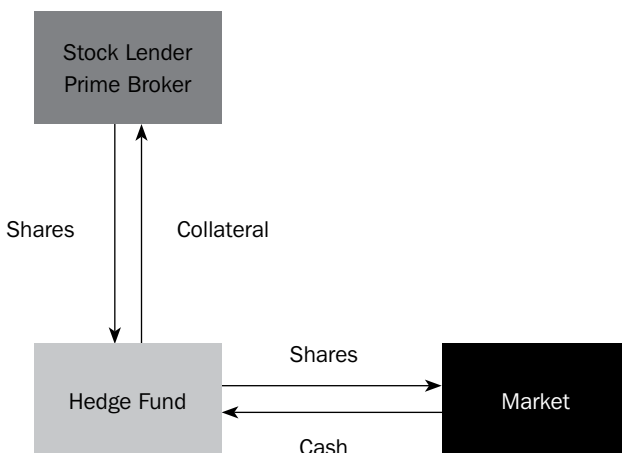 Stock Lender
Prime Broker
Shares
Collateral
Shares
Hedge Fund
Market
Cash